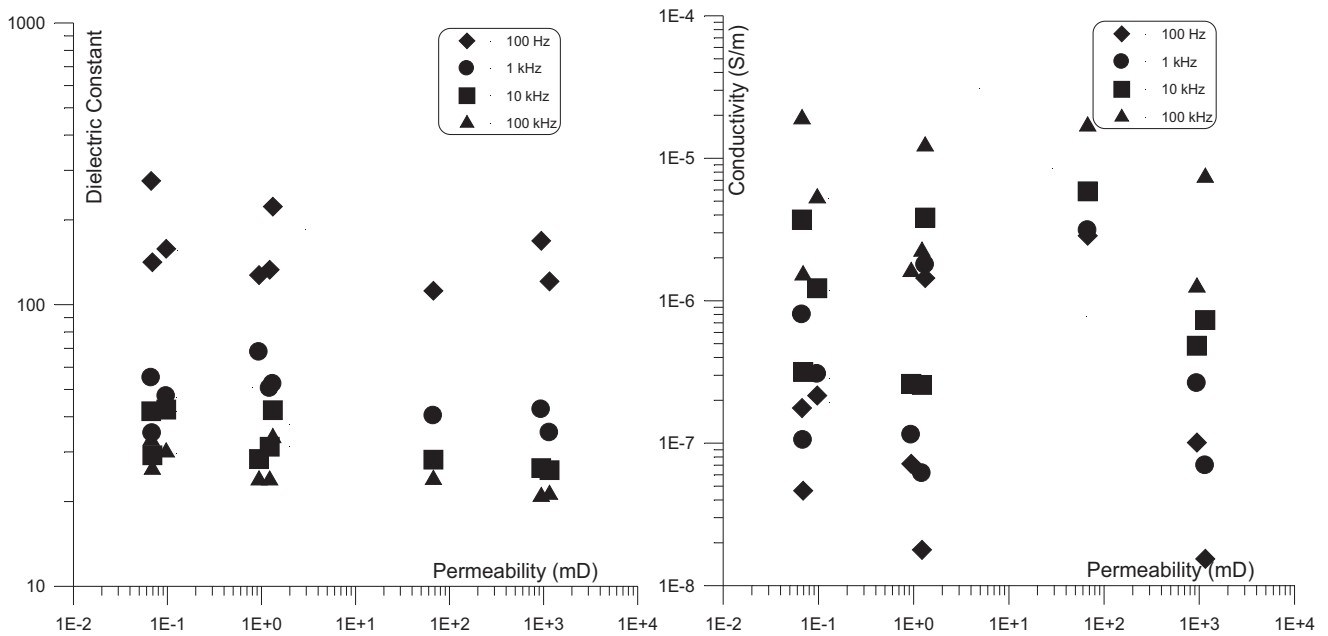 1000
Dielectric Constant
100 Hz
1 kHz
10 kHz
100 kHz
100
10
Permeability (mD)
1E-2
1E-1
1E+0
1E+1
1E+2
1E+3
1E+4
1E-4
Conductivity (S/m)
100 Hz
1 kHz
10 kHz
100 kHz
1E-5
1E-6
1E-7
1E-8
Permeability (mD)
1E-2
1E-1
1E+0
1E+1
1E+2
1E+3
1E+4